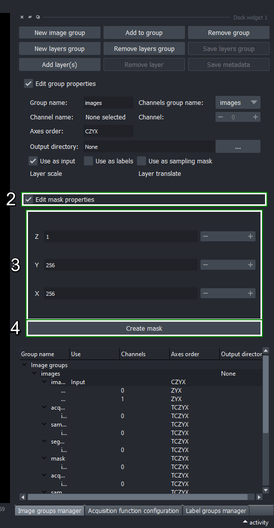 Dock widget 1
New image group Add to group Remove group
New layers group Remove layers group Save layers group
Add layer(s) Remove layer Save metadata
Edit group properties
Group name: images Channels group name: images
Channel name: None selected Channel: 0
Axes order: CZYX
Output directory: None ...
Use as input Use as labels Use as sampling mask
Layer scale Layer translate
2 Edit mask properties
3
Z 1
Y 256
X 256
4 Create mask
Group name Use Channels Axes order Output director
Image groups
images None
ima... Input CZYX
... 0 ZYX
... 1 ZYX
acq... TCZYX
i... 0
sam... TCZYX
i... 0
seg... TCZYX
i... 0
mask TCZYX
i... 0
acq... TCZYX
i... 0
sam... TCZYX
Image groups manager Acquisition function configuration Label groups manager
activity